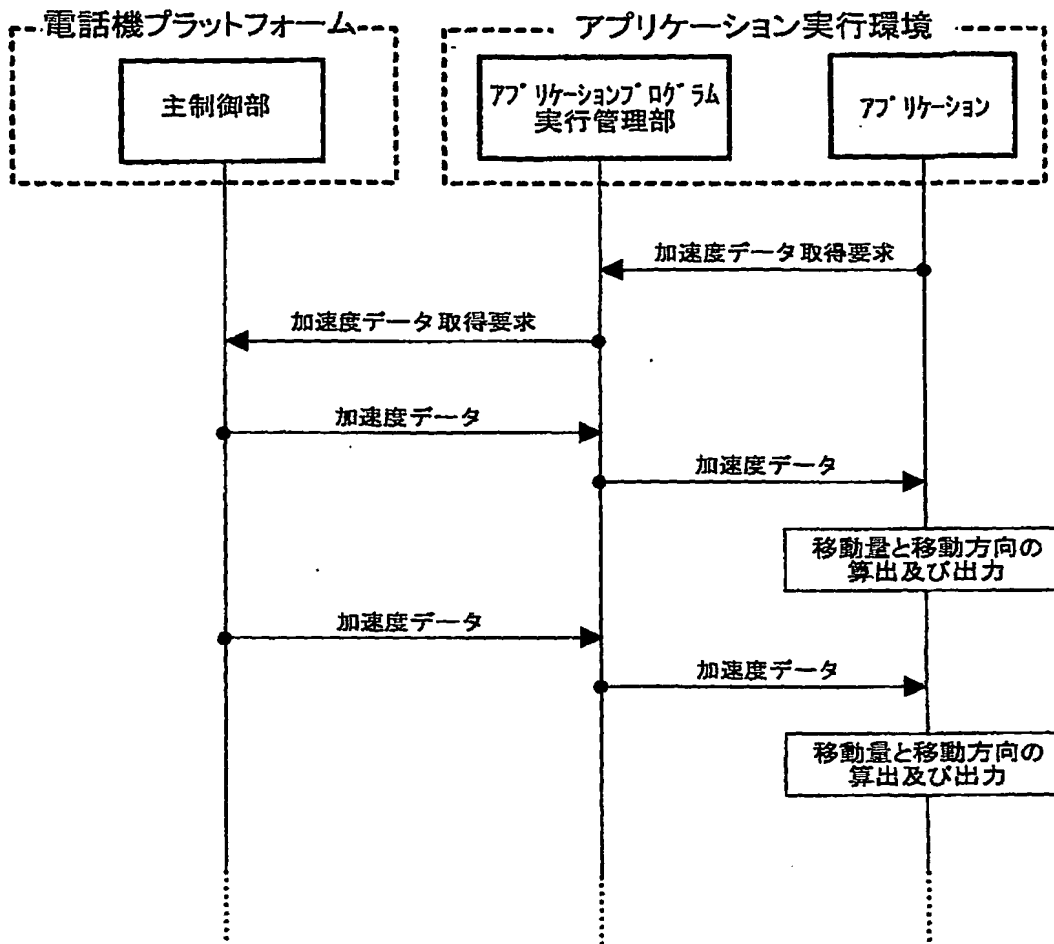 電話機プラットフォーム
アプリケーション実行環境
主制御部
アプリケーションプログラム
実行管理部
アプリケーション
加速度データ取得要求
加速度データ取得要求
加速度データ
加速度データ
移動量と移動方向の
算出及び出力
加速度データ
加速度データ
移動量と移動方向の
算出及び出力